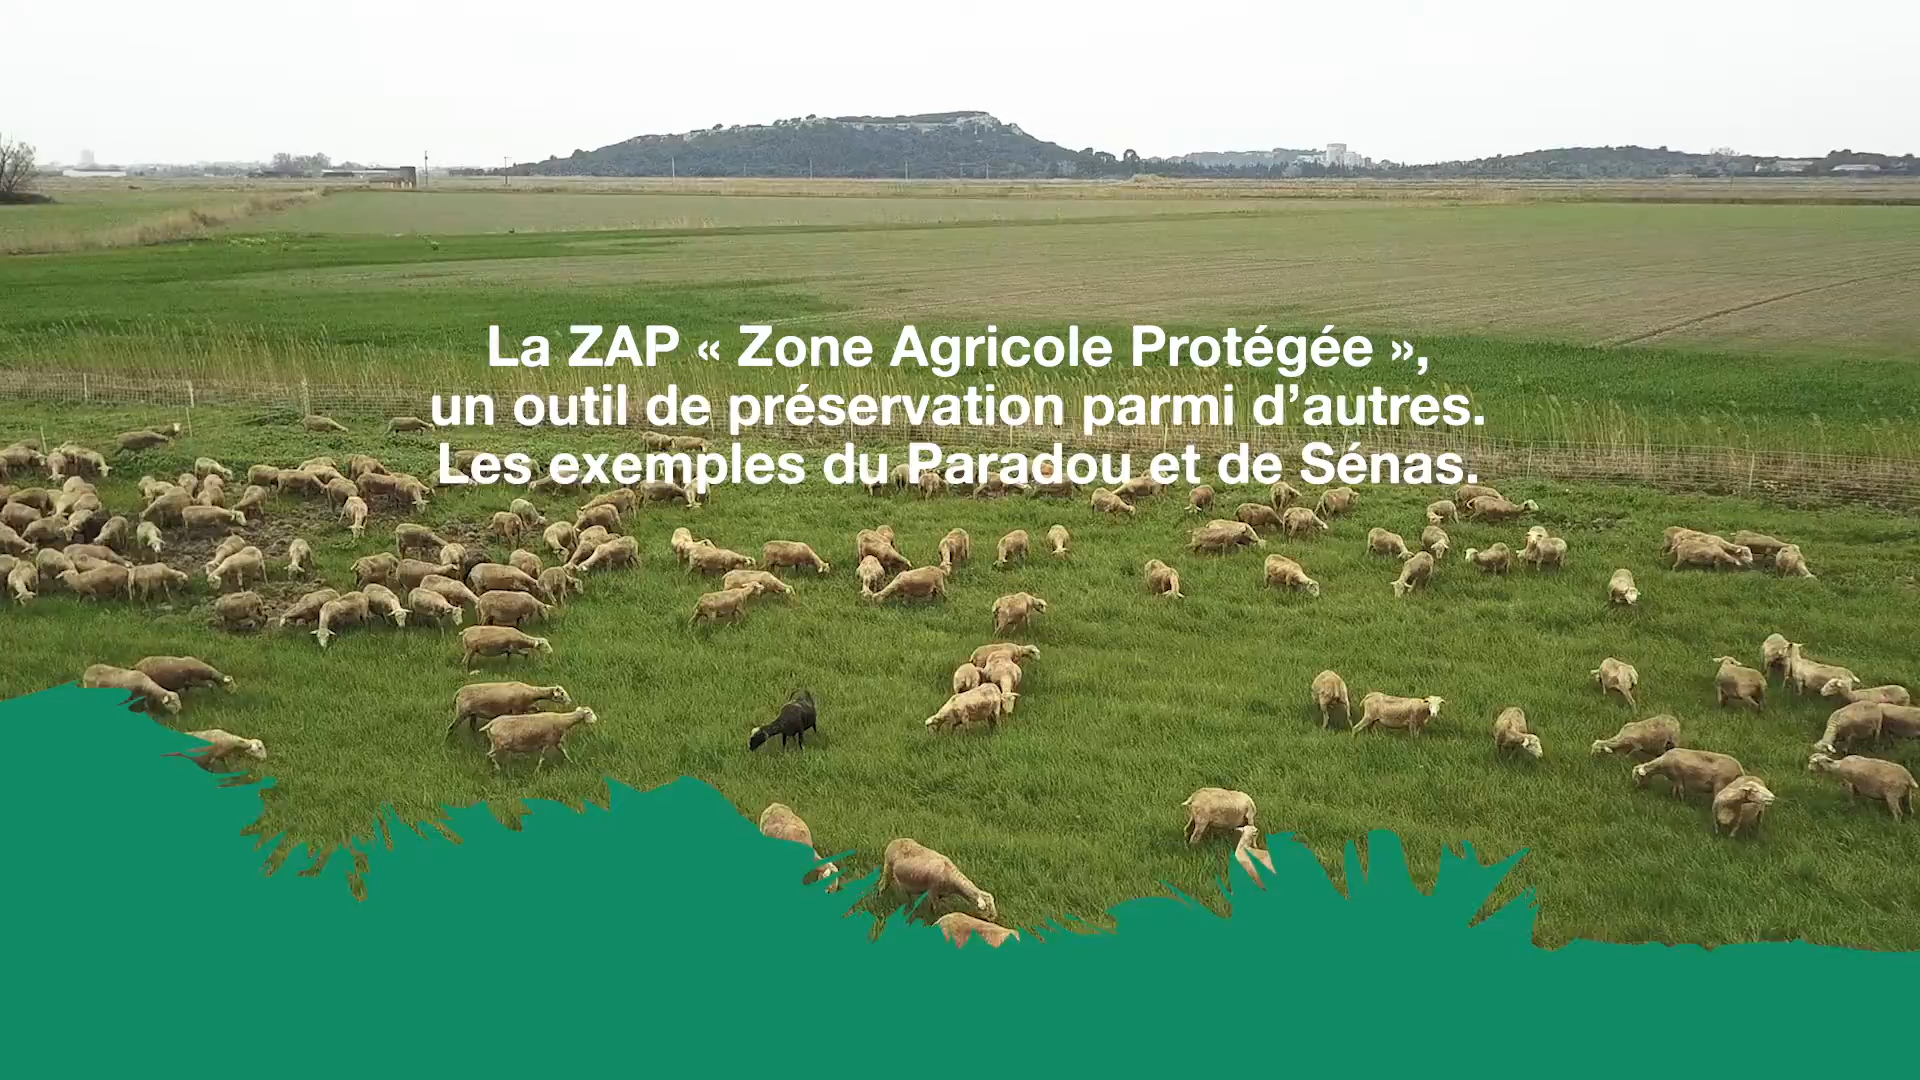 La ZAP « Zone Agricole Protégée »,
un outil de préservation parmi d’autres.
Les exemples du Paradou et de Sénas.